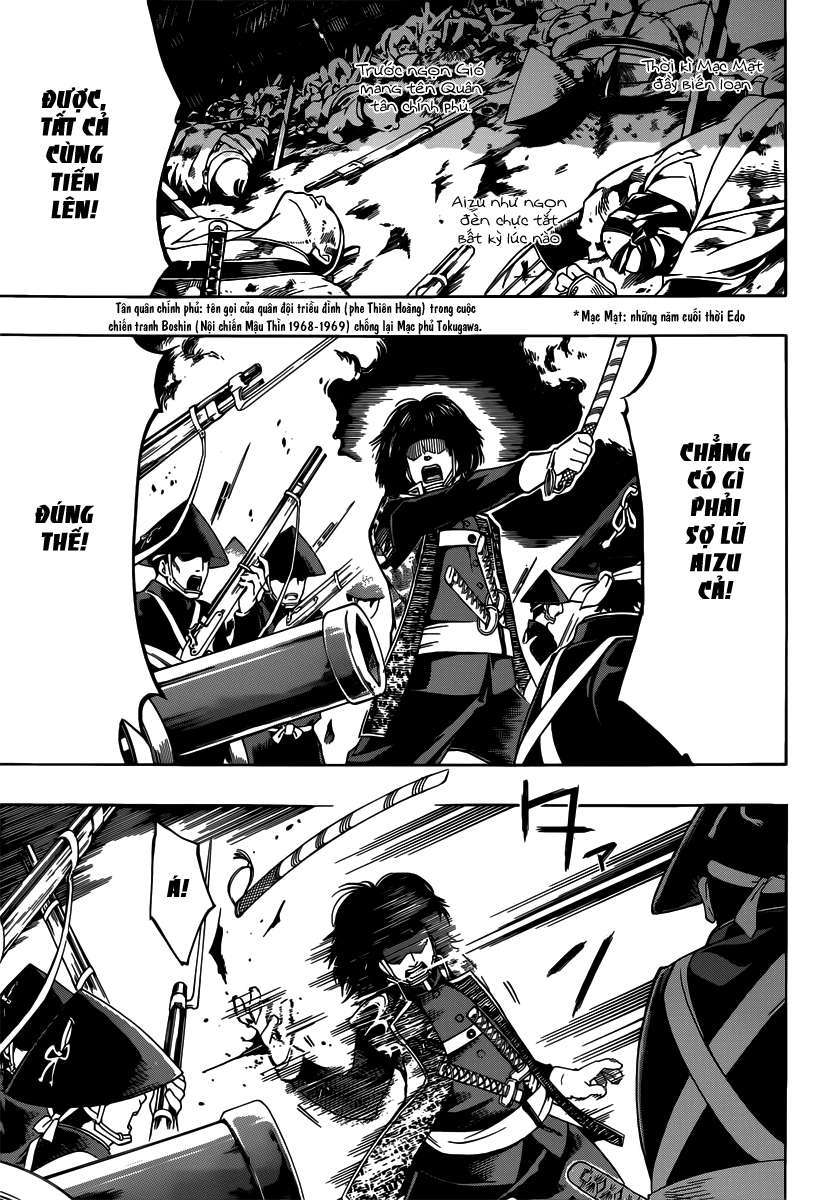 Thời kì Mạc Mạt
đầy biến loạn
Trước ngọn Gió
mang tên Quân
tân chính phủ
Aizu như ngọn
đèn chực tắt
bất kỳ lúc nào
ĐƯỢC,
TẤT CẢ
CÙNG
TIẾN
LÊN!
*Mạc Mạt: những năm cuối thời Edo
Tân quân chính phủ: tên gọi của quân đội triều đình (phe Thiên Hoàng) trong cuộc
chiến tranh Boshin (Nội chiến Mậu Thìn 1968-1969) chống lại Mạc phủ Tokugawa.
CHẲNG
CÓ GÌ
PHẢI
SỢ LŨ
AIZU
CẢ!
ĐÚNG
THẾ!
タァ
Á!